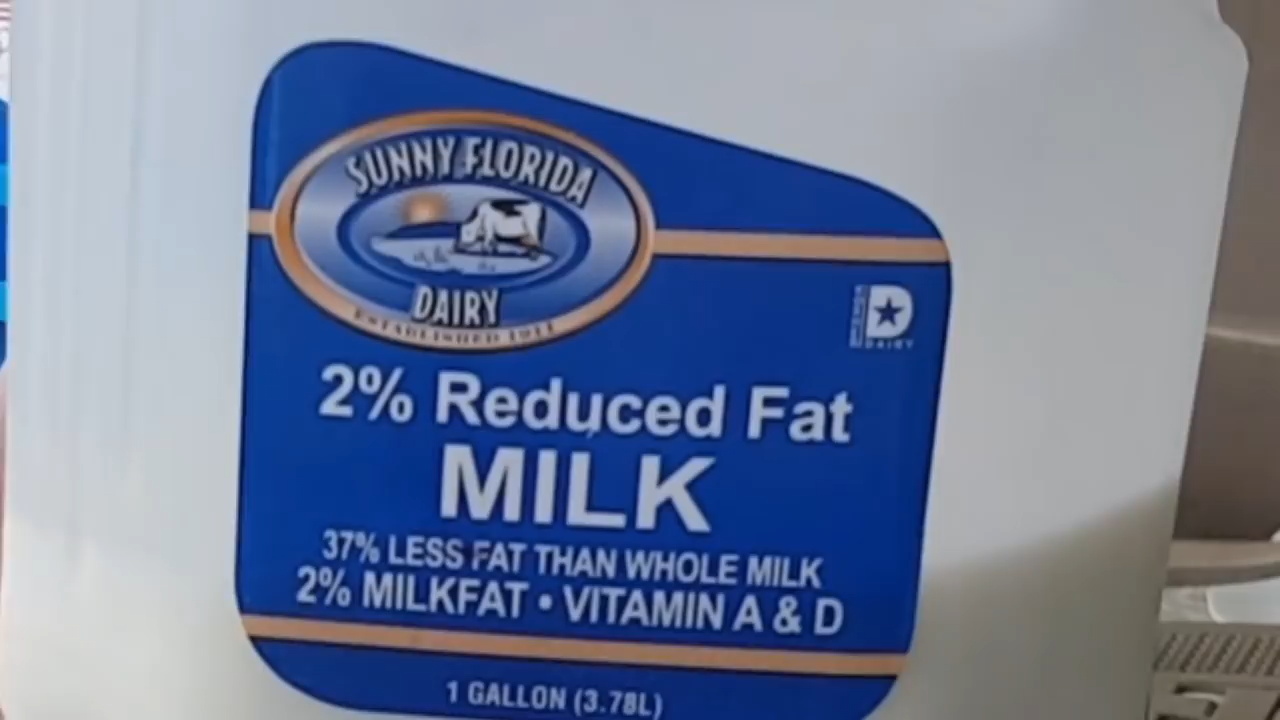 SUNNY FLORIDA
DAIRY
ESTABLISHED
D
DAIRY
2% Reduced Fat
MILK
37% LESS FAT THAN WHOLE MILK
2% MILKFAT • VITAMIN A & D
1 GALLON (3.78L)